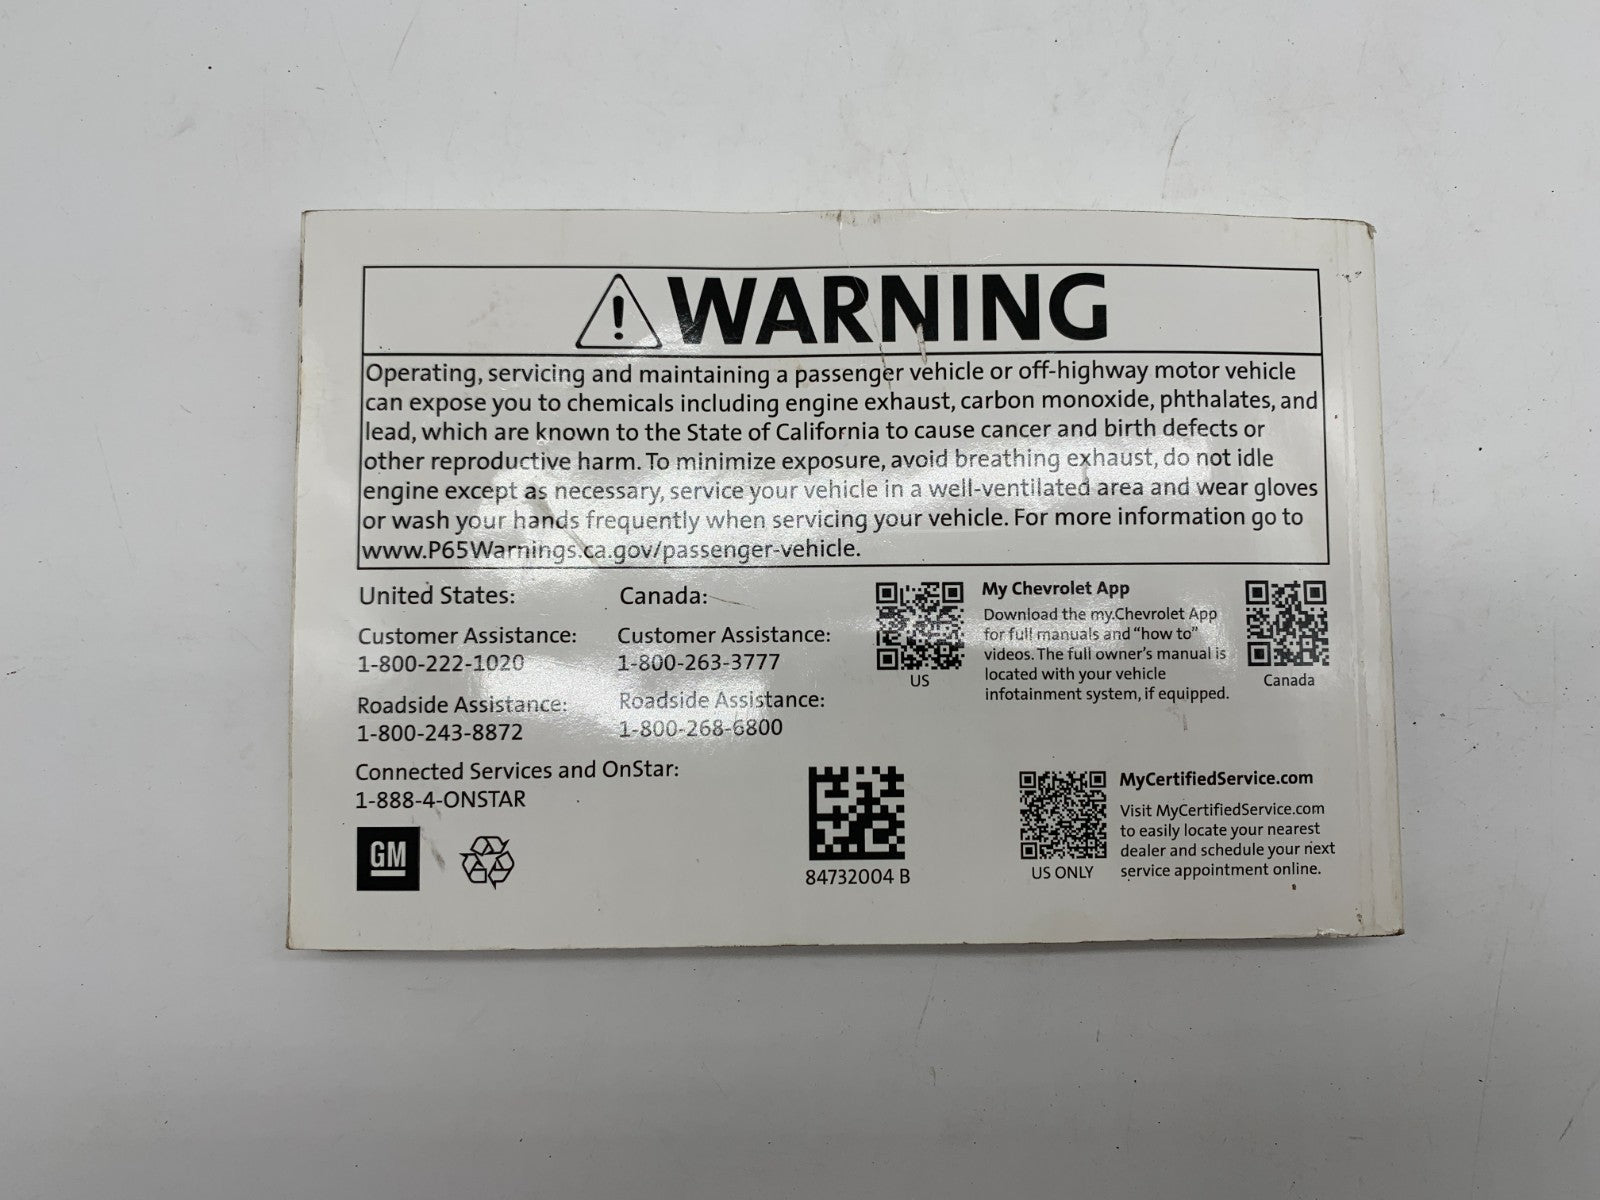 WARNING
Operating, servicing and maintaining a passenger vehicle or off-highway motor vehicle
can expose you to chemicals including engine exhaust, carbon monoxide, phthalates, and
lead, which are known to the State of California to cause cancer and birth defects or
other reproductive harm. To minimize exposure, avoid breathing exhaust, do not idle
engine except as necessary, service your vehicle in a well-ventilated area and wear gloves
or wash your hands frequently when servicing your vehicle. For more information go to
www.P65Warnings.ca.gov/passenger-vehicle.
United States:
Customer Assistance:
1-800-222-1020
Roadside Assistance:
1-800-243-8872
Canada:
Customer Assistance:
1-800-263-3777
Roadside Assistance:
1-800-268-6800
Connected Services and OnStar:
1-888-4-ONSTAR
GM
US
My Chevrolet App
Download the my.Chevrolet App
for full manuals and “how to”
videos. The full owner’s manual is
located with your vehicle
infotainment system, if equipped.
Canada
84732004 B
US ONLY
MyCertifiedService.com
Visit MyCertifiedService.com
to easily locate your nearest
dealer and schedule your next
service appointment online.